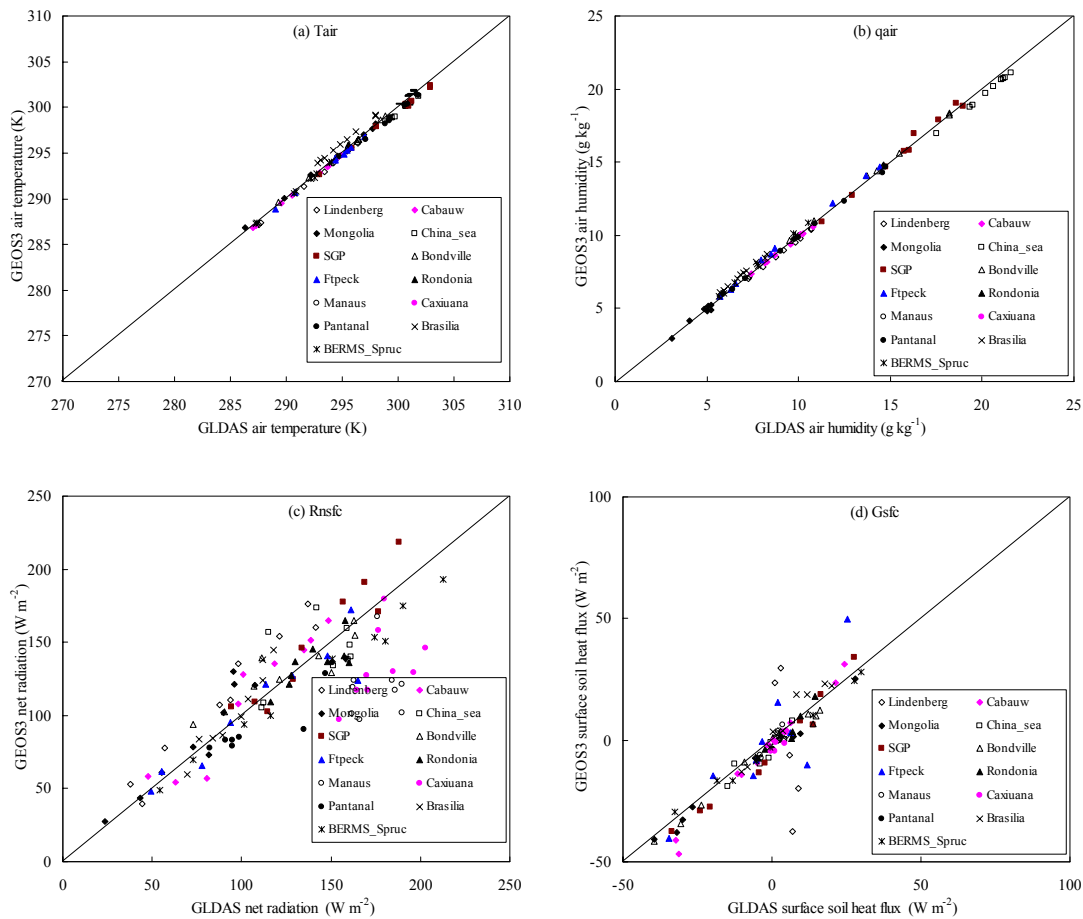 (a) Tair
310
305
300
295
290
285
280
275
270
GEOS3 air temperature (K)
Lindenberg Cabauw
Mongolia China_sea
SGP Bondville
Ftpeck Rondonia
Manaus Caxiuana
Pantanal Brasilia
BERMS_Spruc
270 275 280 285 290 295 300 305 310
GLDAS air temperature (K)
(b) qair
25
20
15
10
5
0
GEOS3 air humidity (g kg-1)
Lindenberg Cabauw
Mongolia China_sea
SGP Bondville
Ftpeck Rondonia
Manaus Caxiuana
Pantanal Brasilia
BERMS_Spruc
0 5 10 15 20 25
GLDAS air humidity (g kg-1)
(c) Rnsfc
250
200
150
100
50
0
GEOS3 net radiation (W m-2)
Lindenberg Cabauw
Mongolia China_sea
SGP Bondville
Ftpeck Rondonia
Manaus Caxiuana
Pantanal Brasilia
BERMS_Spruc
0 50 100 150 200 250
GLDAS net radiation (W m-2)
(d) Gsfc
100
50
0
-50
GEOS3 surface soil heat flux (W m-2)
Lindenberg Cabauw
Mongolia China_sea
SGP Bondville
Ftpeck Rondonia
Manaus Caxiuana
Pantanal Brasilia
BERMS_Spruc
-50 0 50 100
GLDAS surface soil heat flux (W m-2)